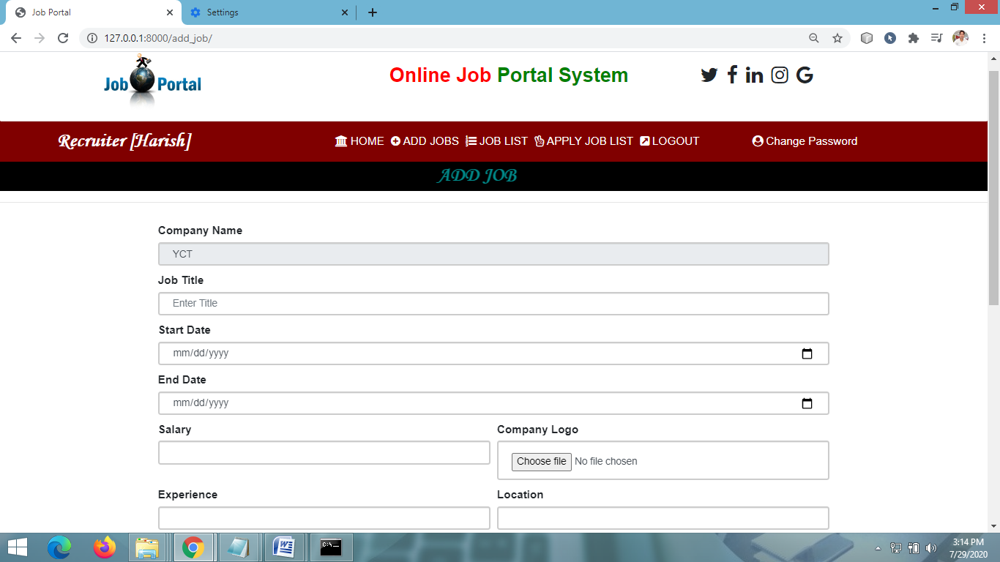 Job Portal
Settings
127.0.0.1:8000/add_job/
Job Portal
Online Job Portal System
Recruiter [Harish]
HOME ADD JOBS JOB LIST APPLY JOB LIST LOGOUT
Change Password
ADD JOB
Company Name
YCT
Job Title
Enter Title
Start Date
mm/dd/yyyy
End Date
mm/dd/yyyy
Salary Company Logo
Choose file No file chosen
Experience Location
3:14 PM
7/29/2020